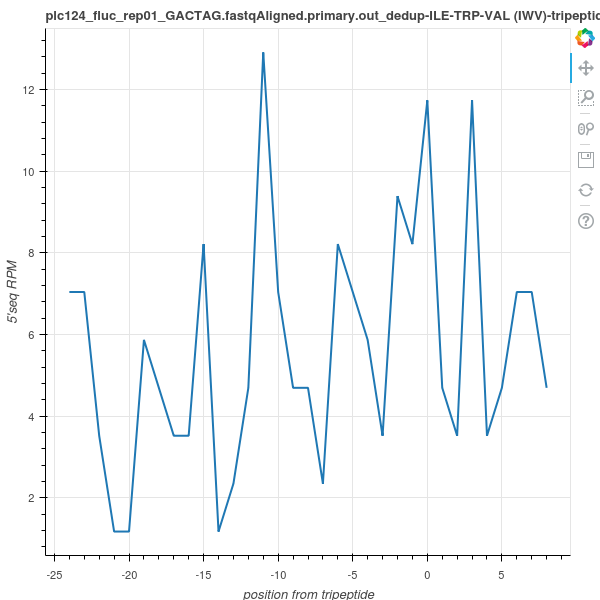 plc124_fluc_rep01_GACTAG.fastqAligned.primary.out_dedup-ILE-TRP-VAL (IWV)-tripeptid
12
10
8
6
4
2
5'seq RPM
-25 -20 -15 -10 -5 0 5
position from tripeptide